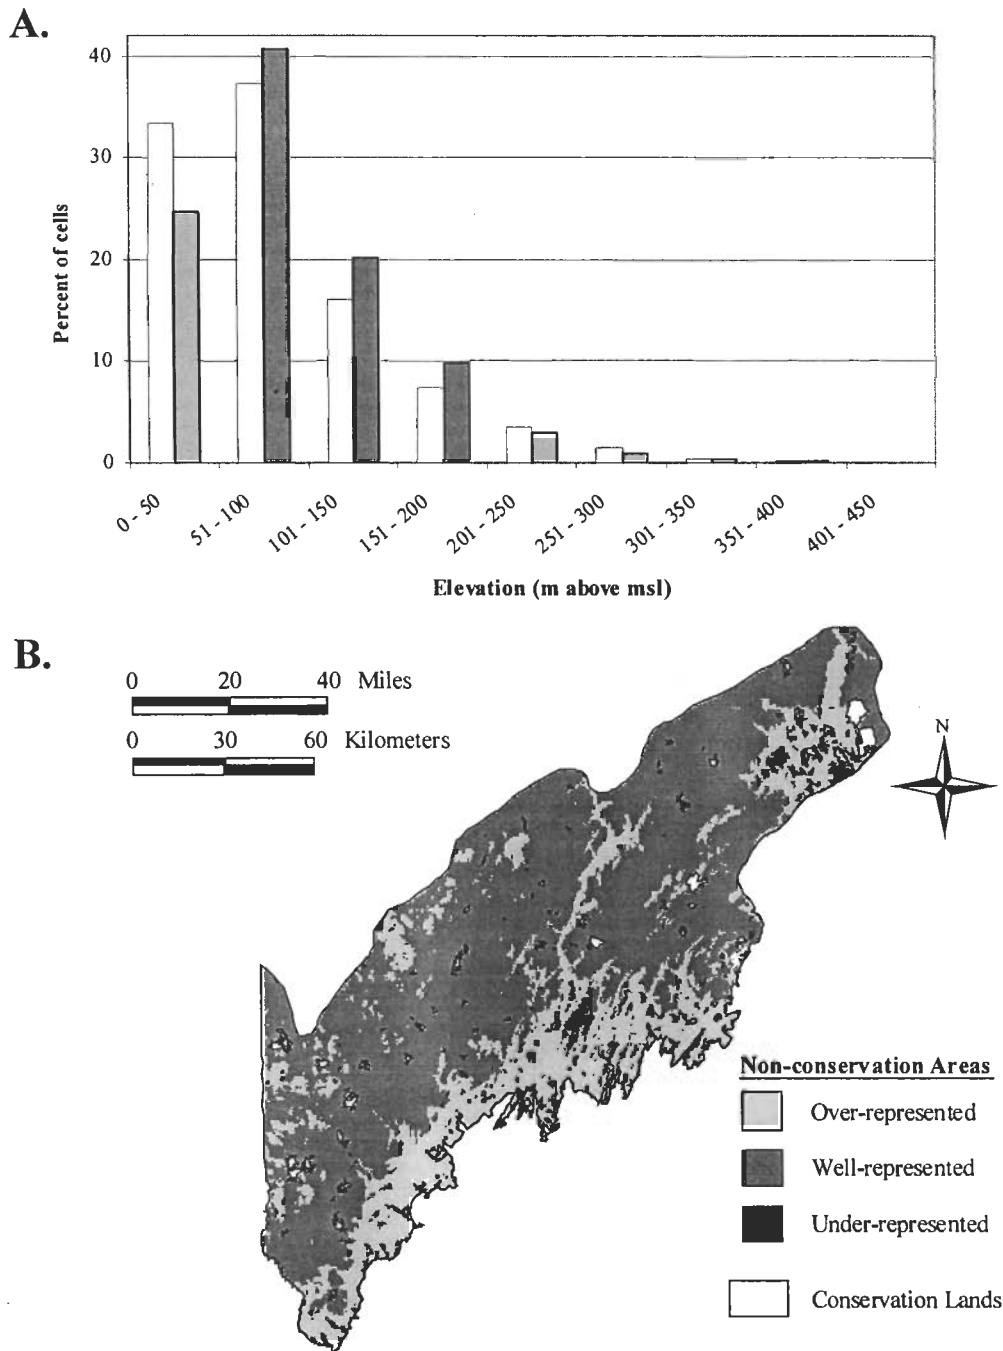 A.
40
30
20
10
0
Percent of cells
0 - 50
51 - 100
101 - 150
151 - 200
201 - 250
251 - 300
301 - 350
351 - 400
401 - 450
Elevation (m above msl)
B.
0 20 40 Miles
0 30 60 Kilometers
N
Non-conservation Areas
Over-represented
Well-represented
Under-represented
Conservation Lands